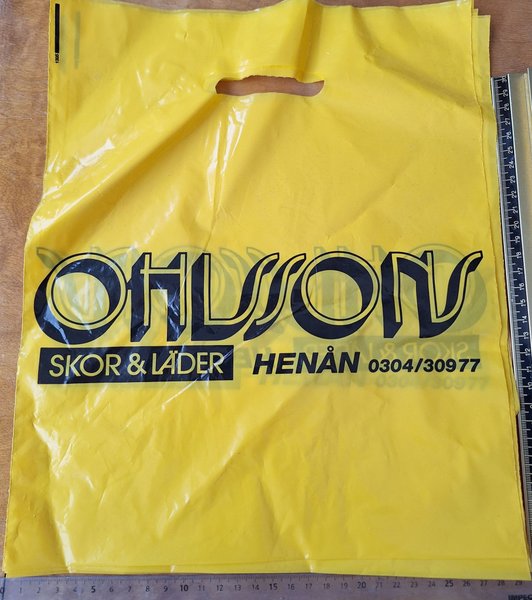 OHLSSONS
SKOR & LÄDER HENÅN 0304/30977